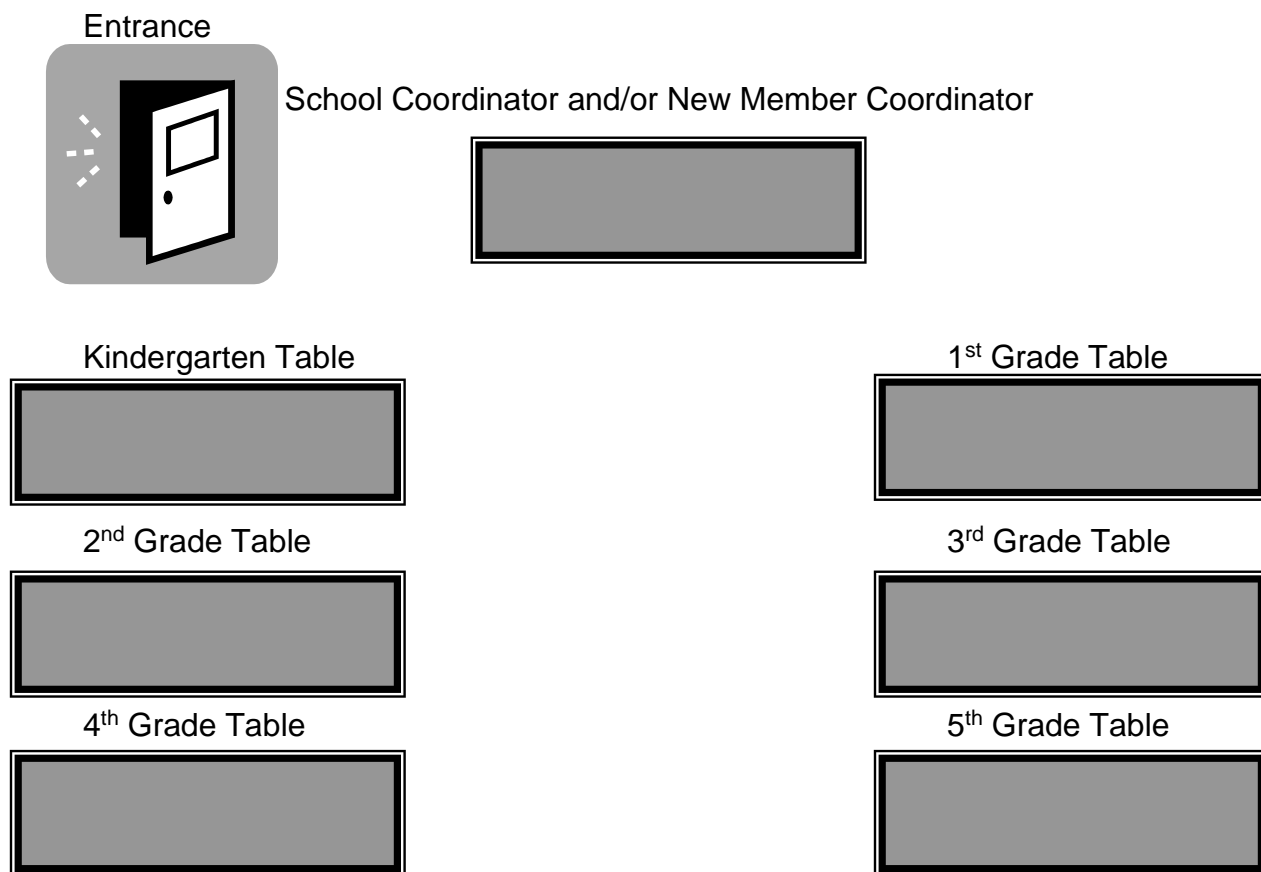 Entrance
School Coordinator and/or New Member Coordinator
Kindergarten Table
1st Grade Table
2nd Grade Table
3rd Grade Table
4th Grade Table
5th Grade Table